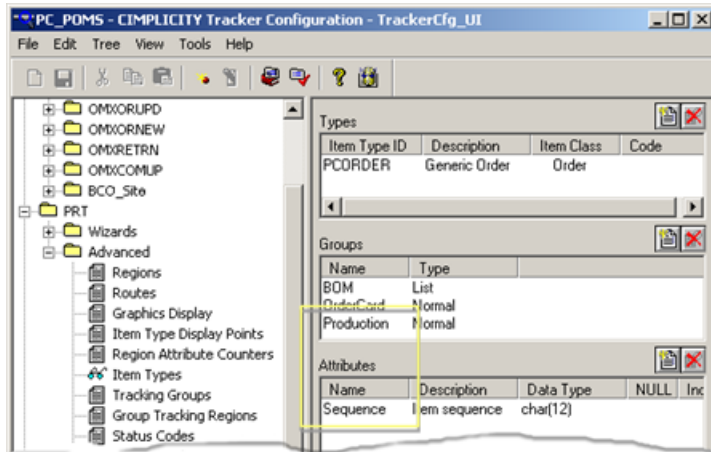 PC_POMS - CIMPLICITY Tracker Configuration - TrackerCfg_UI
File Edit Tree View Tools Help
OMXORUPD
OMXORNEW
OMXRETRN
OMXCOMUP
BCO_Site
PRT
Wizards
Advanced
Regions
Routes
Graphics Display
Item Type Display Points
Region Attribute Counters
Item Types
Tracking Groups
Group Tracking Regions
Status Codes
Types
Item Type ID Description Item Class Code
PCORDER Generic Order Order
Groups
Name Type
BOM List
OrderCard Normal
Production Normal
Attributes
Name Description Data Type NULL Inc
Sequence Item sequence char(12)